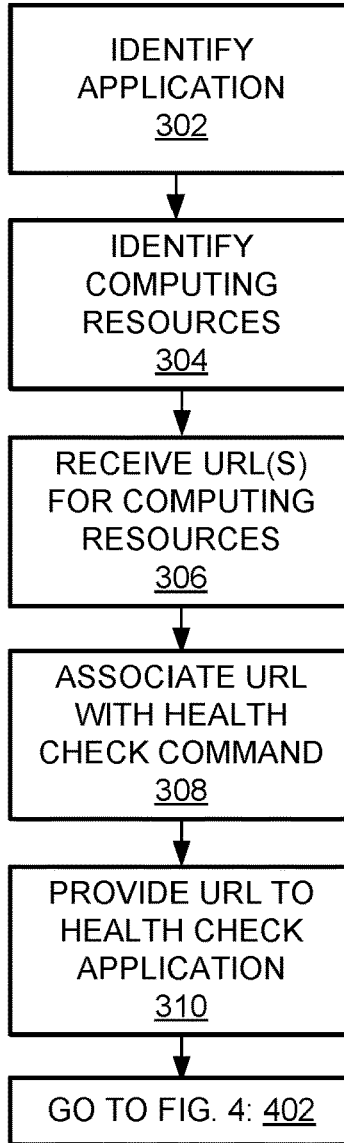 IDENTIFY
APPLICATION
302
IDENTIFY
COMPUTING
RESOURCES
304
RECEIVE URL(S)
FOR COMPUTING
RESOURCES
306
ASSOCIATE URL
WITH HEALTH
CHECK COMMAND
308
PROVIDE URL TO
HEALTH CHECK
APPLICATION
310
GO TO FIG. 4: 402